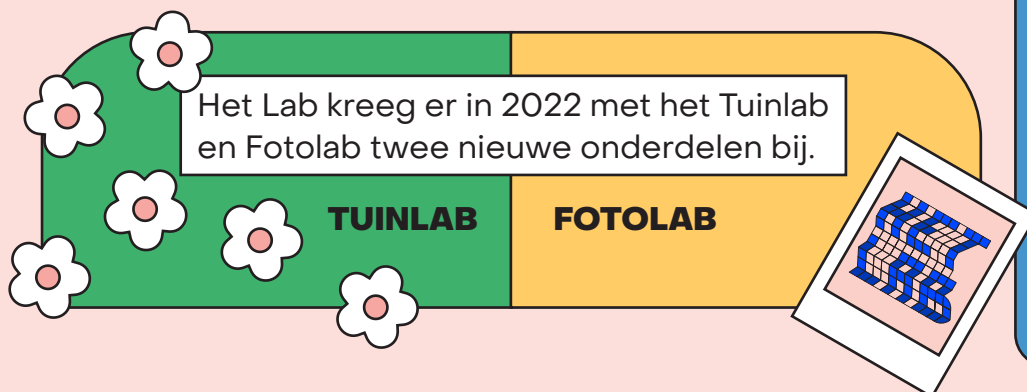 Het Lab kreeg er in 2022 met het Tuinlab
en Fotolab twee nieuwe onderdelen bij.
TUINLAB
FOTOLAB